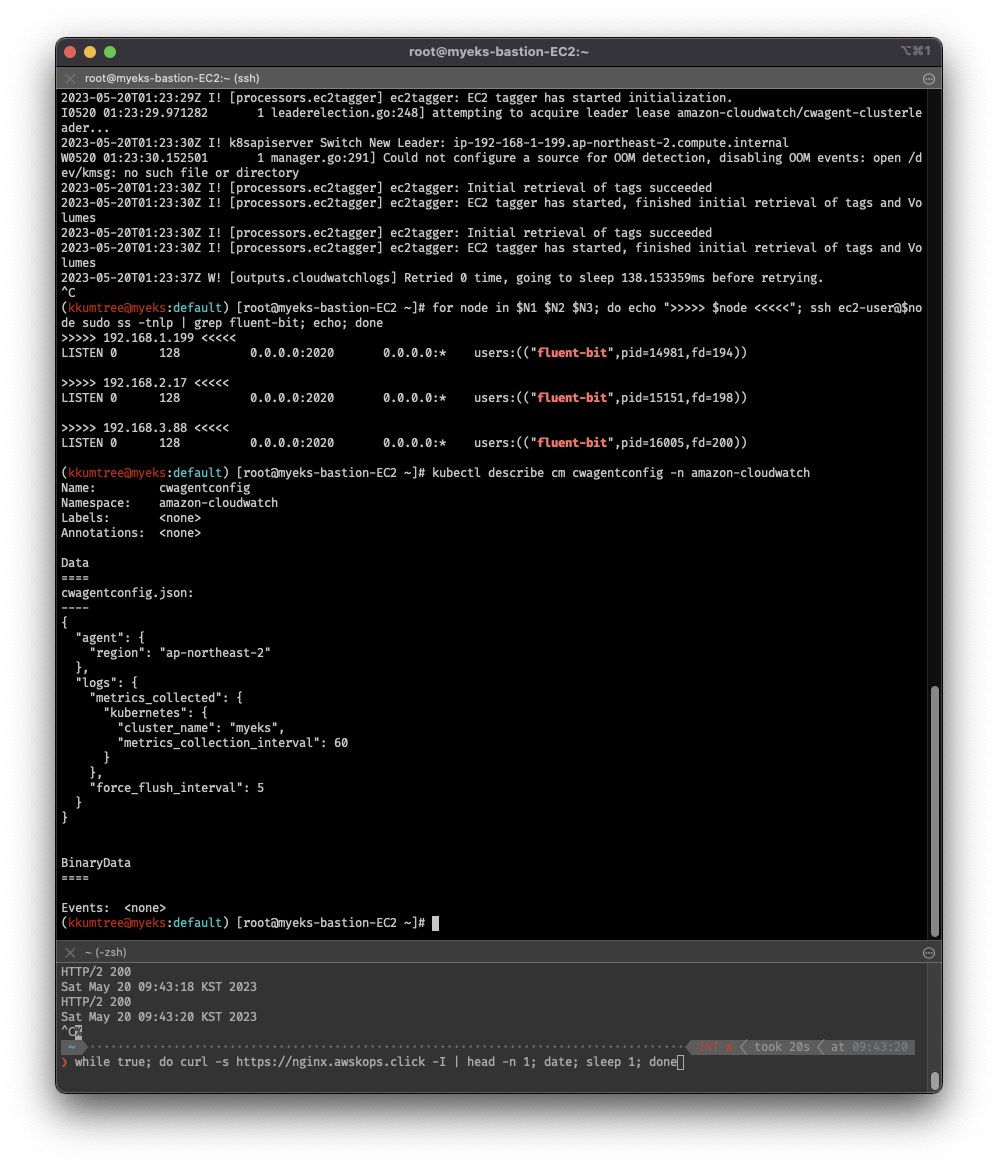 root@myeks-bastion-EC2:~
⌥⌘1
root@myeks-bastion-EC2:~ (ssh)
2023-05-20T01:23:29Z I! [processors.ec2tagger] ec2tagger: EC2 tagger has started initialization.
I0520 01:23:29.971282       1 leaderelection.go:248] attempting to acquire leader lease amazon-cloudwatch/cwagent-clusterle
ader...
2023-05-20T01:23:30Z I! k8sapiserver Switch New Leader: ip-192-168-1-199.ap-northeast-2.compute.internal
W0520 01:23:30.152501       1 manager.go:291] Could not configure a source for OOM detection, disabling OOM events: open /d
ev/kmsg: no such file or directory
2023-05-20T01:23:30Z I! [processors.ec2tagger] ec2tagger: Initial retrieval of tags succeeded
2023-05-20T01:23:30Z I! [processors.ec2tagger] ec2tagger: EC2 tagger has started, finished initial retrieval of tags and Vo
lumes
2023-05-20T01:23:30Z I! [processors.ec2tagger] ec2tagger: Initial retrieval of tags succeeded
2023-05-20T01:23:30Z I! [processors.ec2tagger] ec2tagger: EC2 tagger has started, finished initial retrieval of tags and Vo
lumes
2023-05-20T01:23:37Z W! [outputs.cloudwatchlogs] Retried 0 time, going to sleep 138.153359ms before retrying.
^C
(kkumtree@myeks:default) [root@myeks-bastion-EC2 ~]# for node in $N1 $N2 $N3; do echo ">>>>> $node <<<<<"; ssh ec2-user@$no
de sudo ss -tnlp | grep fluent-bit; echo; done
>>>>> 192.168.1.199 <<<<<
LISTEN 0      128          0.0.0.0:2020       0.0.0.0:*    users:(("fluent-bit",pid=14981,fd=194))
>>>>> 192.168.2.17 <<<<<
LISTEN 0      128          0.0.0.0:2020       0.0.0.0:*    users:(("fluent-bit",pid=15151,fd=198))
>>>>> 192.168.3.88 <<<<<
LISTEN 0      128          0.0.0.0:2020       0.0.0.0:*    users:(("fluent-bit",pid=16005,fd=200))
(kkumtree@myeks:default) [root@myeks-bastion-EC2 ~]# kubectl describe cm cwagentconfig -n amazon-cloudwatch
Name:         cwagentconfig
Namespace:    amazon-cloudwatch
Labels:       <none>
Annotations:  <none>
Data
====
cwagentconfig.json:
----
{
  "agent": {
    "region": "ap-northeast-2"
  },
  "logs": {
    "metrics_collected": {
      "kubernetes": {
        "cluster_name": "myeks",
        "metrics_collection_interval": 60
      }
    },
    "force_flush_interval": 5
  }
}
BinaryData
====
Events:  <none>
(kkumtree@myeks:default) [root@myeks-bastion-EC2 ~]#
~ (-zsh)
HTTP/2 200
Sat May 20 09:43:18 KST 2023
HTTP/2 200
Sat May 20 09:43:20 KST 2023
^C
~ INT ✘ took 20s at 09:43:20
❯ while true; do curl -s https://nginx.awskops.click -I | head -n 1; date; sleep 1; done